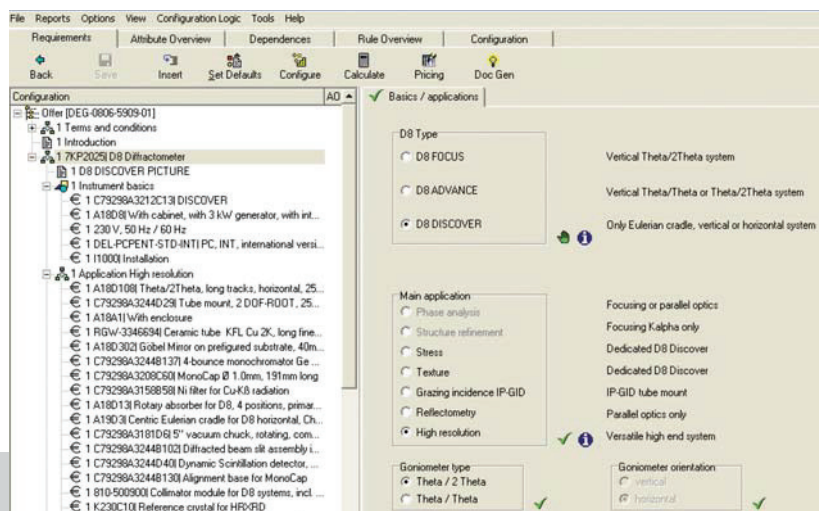 File Reports Options View Configuration Logic Tools Help
Requirements Attribute Overview Dependences Rule Overview Configuration
Back Save Insert Set Defaults Configure Calculate Pricing Doc Gen
Configuration AO
Offer [DEG-0806-5909-01]
1 Terms and conditions
1 Introduction
1 7KP2025| D8 Diffractometer
1 D8 DISCOVER PICTURE
1 Instrument basics
1 C79298A3212C13| DISCOVER
1 A18D8| With cabinet, with 3 kW generator, with int...
1 230 V, 50 Hz / 60 Hz
1 DEL-PCPENT-STD-INT| PC, INT, international versi...
1 I1000| Installation
1 Application High resolution
1 A18D108| Theta/2Theta, long tracks, horizontal, 25...
1 C79298A3244D29| Tube mount, 2 DOF-ROOT, 25...
1 A18A1| With enclosure
1 RGW-3346694| Ceramic tube KFL Cu 2K, long fine...
1 A18D302| Göbel Mirror on prefigured substrate, 40m...
1 C79298A3244B137| 4-bounce monochromator Ge ...
1 C79298A3208C60| MonoCap Ø 1.0mm, 191mm long
1 C79298A3158B58| Ni filter for Cu-Kß radiation
1 A18D13| Rotary absorber for D8, 4 positions, primar...
1 A19D3| Centric Eulerian cradle for D8 horizontal, Ch...
1 C79298A3181D6| 5" vacuum chuck, rotating, com...
1 C79298A3244B102| Diffracted beam slit assembly i...
1 C79298A3244D40| Dynamic Scintillation detector, ...
1 C79298A3244B130| Alignment base for MonoCap
1 810-500900| Collimator module for D8 systems, incl. ...
1 K230C10| Reference crystal for HRXRD
Basics / applications
D8 Type
D8 FOCUS Vertical Theta/2Theta system
D8 ADVANCE Vertical Theta/Theta or Theta/2Theta system
D8 DISCOVER Only Eulerian cradle, vertical or horizontal system
Main application
Phase analysis Focusing or parallel optics
Structure refinement Focusing Kalpha only
Stress Dedicated D8 Discover
Texture Dedicated D8 Discover
Grazing incidence IP-GID IP-GID tube mount
Reflectometry Parallel optics only
High resolution Versatile high end system
Goniometer type Goniometer orientation
Theta / 2 Theta vertical
Theta / Theta horizontal